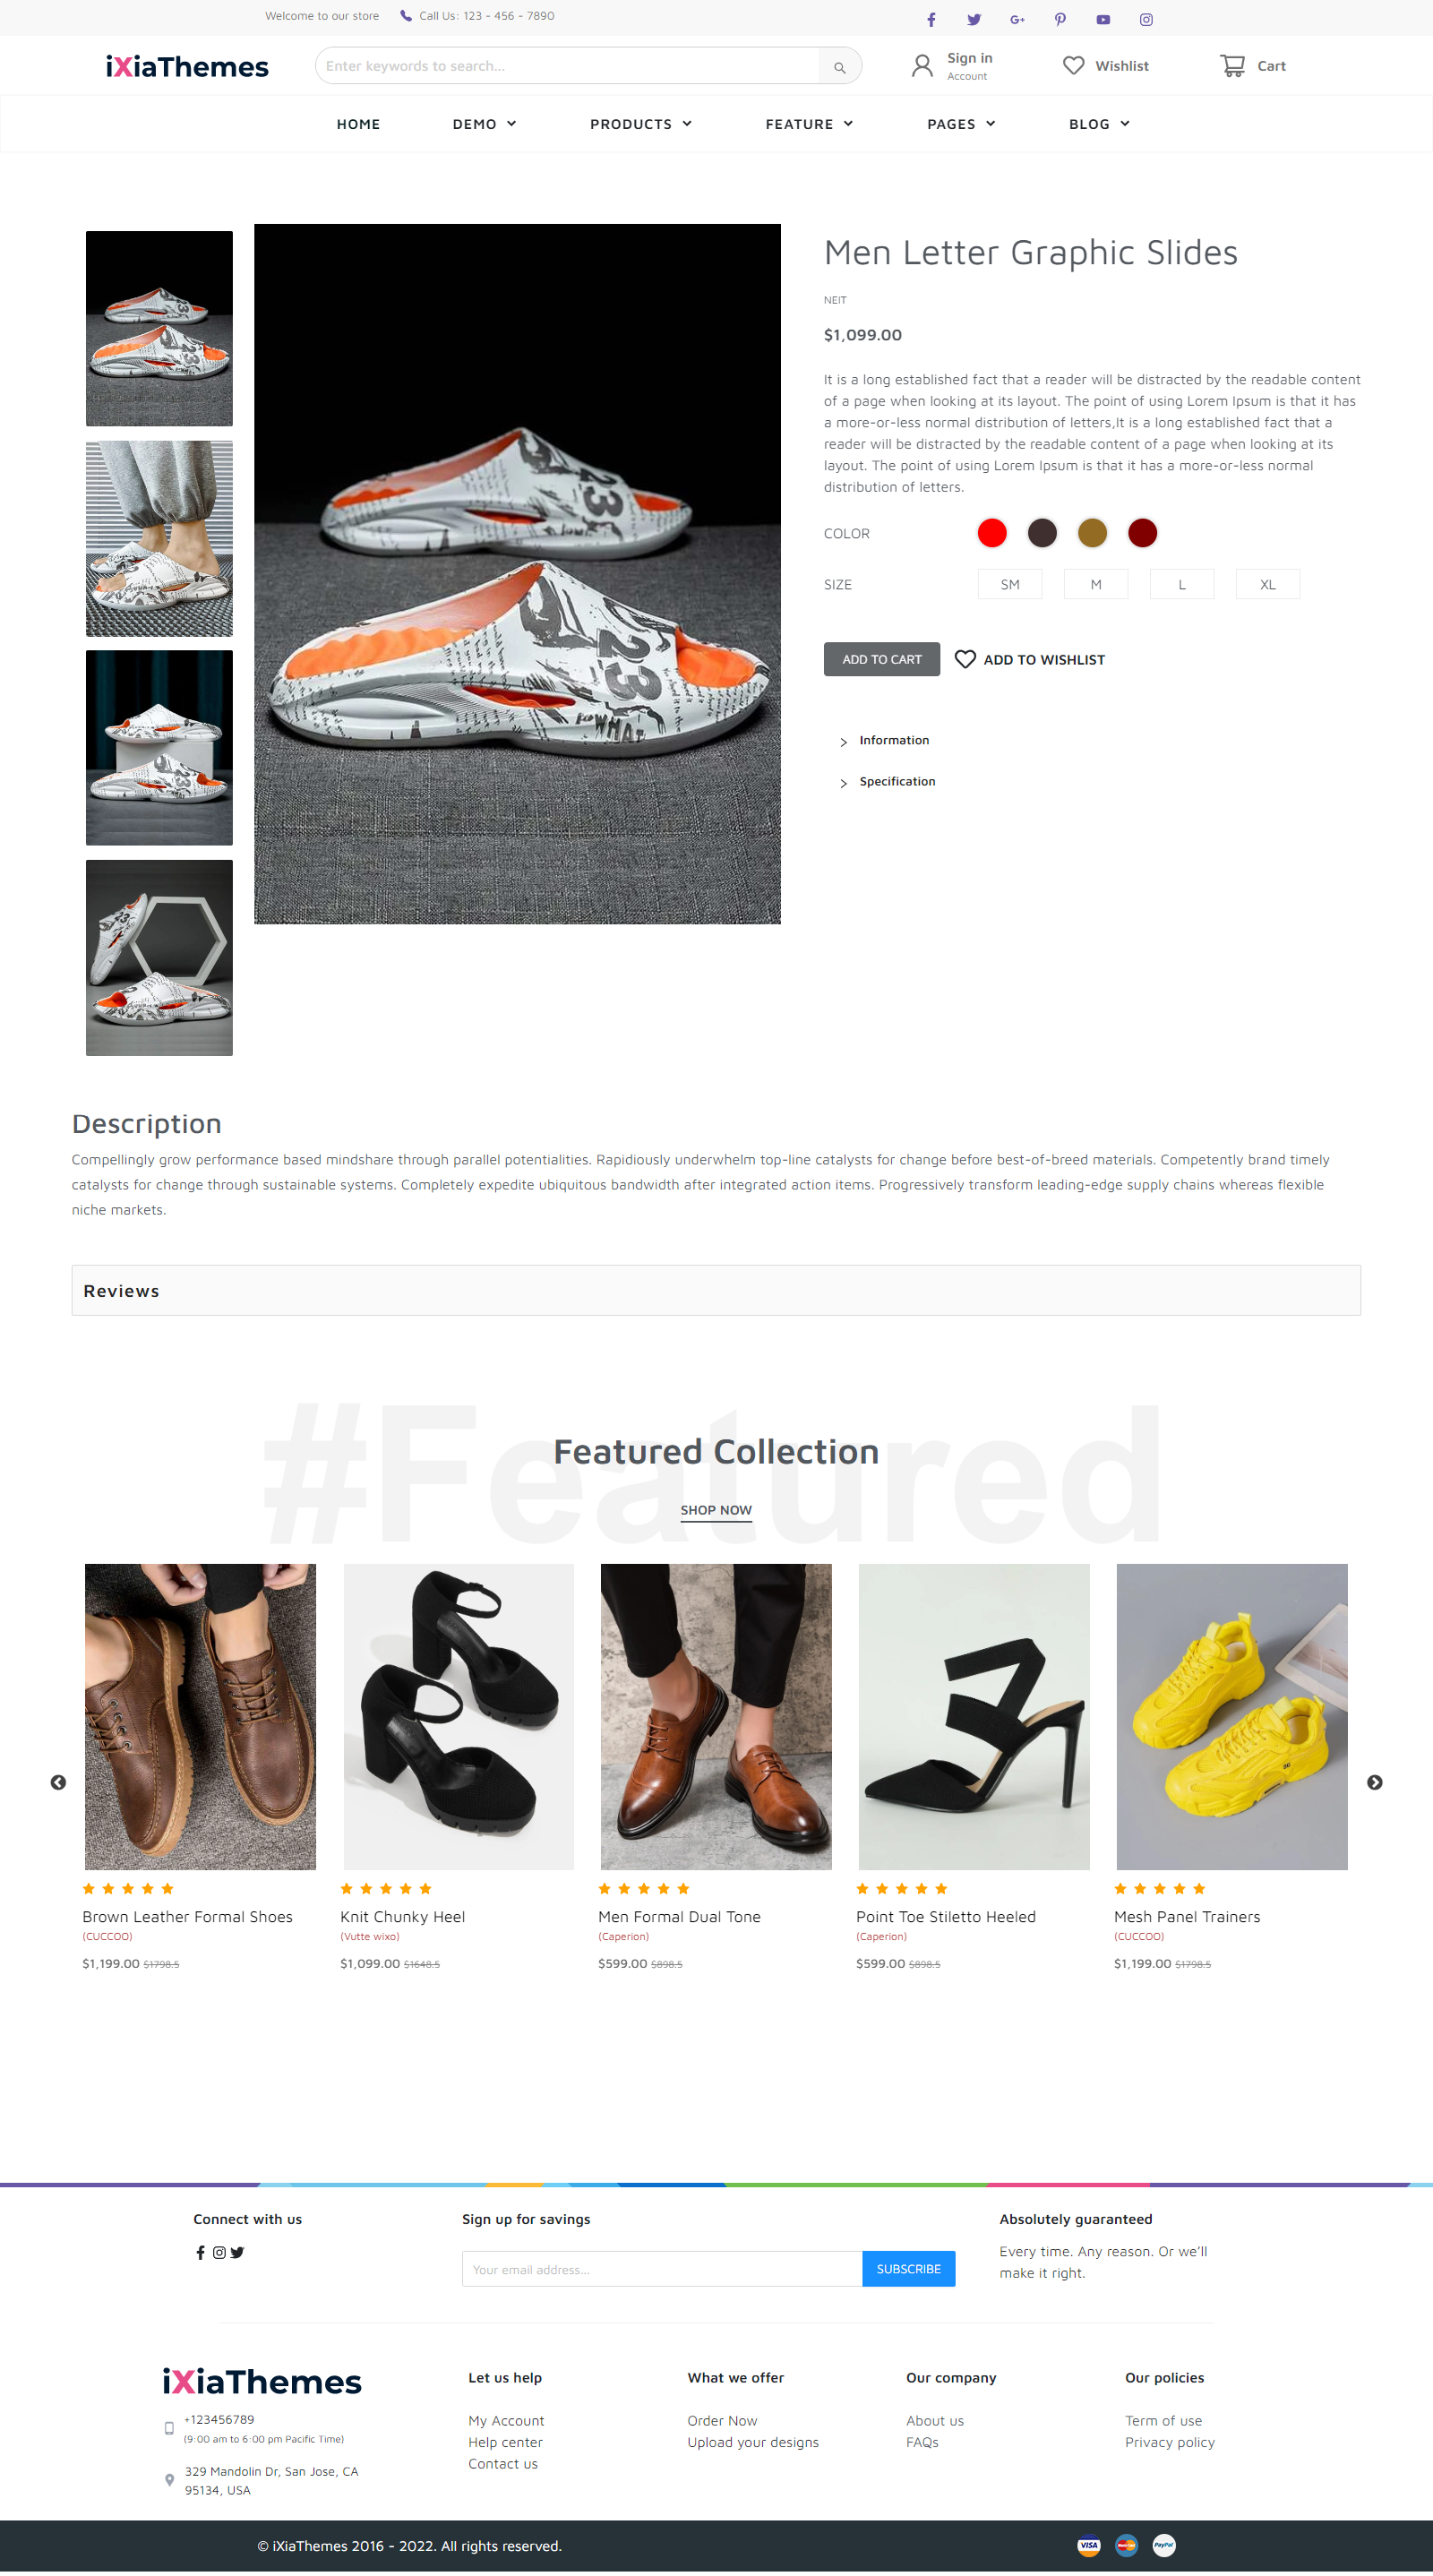 Welcome to our store
Call Us: 123 - 456 - 7890
iXiaThemes
Enter keywords to search...
Sign in
Account
Wishlist
Cart
HOME
DEMO
PRODUCTS
FEATURE
PAGES
BLOG
Men Letter Graphic Slides
NEIT
$1,099.00
It is a long established fact that a reader will be distracted by the readable content
of a page when looking at its layout. The point of using Lorem Ipsum is that it has
a more-or-less normal distribution of letters,It is a long established fact that a
reader will be distracted by the readable content of a page when looking at its
layout. The point of using Lorem Ipsum is that it has a more-or-less normal
distribution of letters.
COLOR
SIZE
SM
M
L
XL
ADD TO CART
ADD TO WISHLIST
Information
Specification
23
WHAT
Description
Compellingly grow performance based mindshare through parallel potentialities. Rapidiously underwhelm top-line catalysts for change before best-of-breed materials. Competently brand timely
catalysts for change through sustainable systems. Completely expedite ubiquitous bandwidth after integrated action items. Progressively transform leading-edge supply chains whereas flexible
niche markets.
Reviews
#Featured
Featured Collection
SHOP NOW
Brown Leather Formal Shoes
(CUCCOO)
$1,199.00 $1798.5
Knit Chunky Heel
(Vutte wixo)
$1,099.00 $1648.5
Men Formal Dual Tone
(Caperion)
$599.00 $898.5
Point Toe Stiletto Heeled
(Caperion)
$599.00 $898.5
Mesh Panel Trainers
(CUCCOO)
$1,199.00 $1798.5
Connect with us
Sign up for savings
Your email address...
SUBSCRIBE
Absolutely guaranteed
Every time. Any reason. Or we'll
make it right.
iXiaThemes
+123456789
(9:00 am to 6:00 pm Pacific Time)
329 Mandolin Dr, San Jose, CA
95134, USA
Let us help
My Account
Help center
Contact us
What we offer
Order Now
Upload your designs
Our company
About us
FAQs
Our policies
Term of use
Privacy policy
© iXiaThemes 2016 - 2022. All rights reserved.
VISA
PayPal